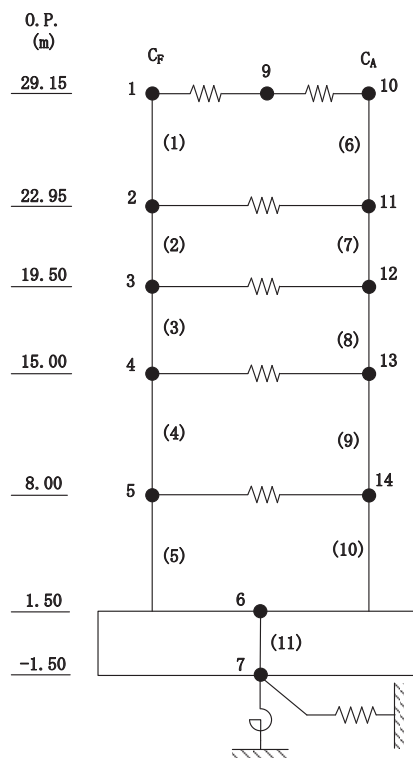 O.P.
(m)
C_F 9 C_A
29.15 1 10
(1) (6)
22.95 2 11
(2) (7)
19.50 3 12
(3) (8)
15.00 4 13
(4) (9)
8.00 5 14
(5) (10)
1.50 6
(11)
-1.50 7